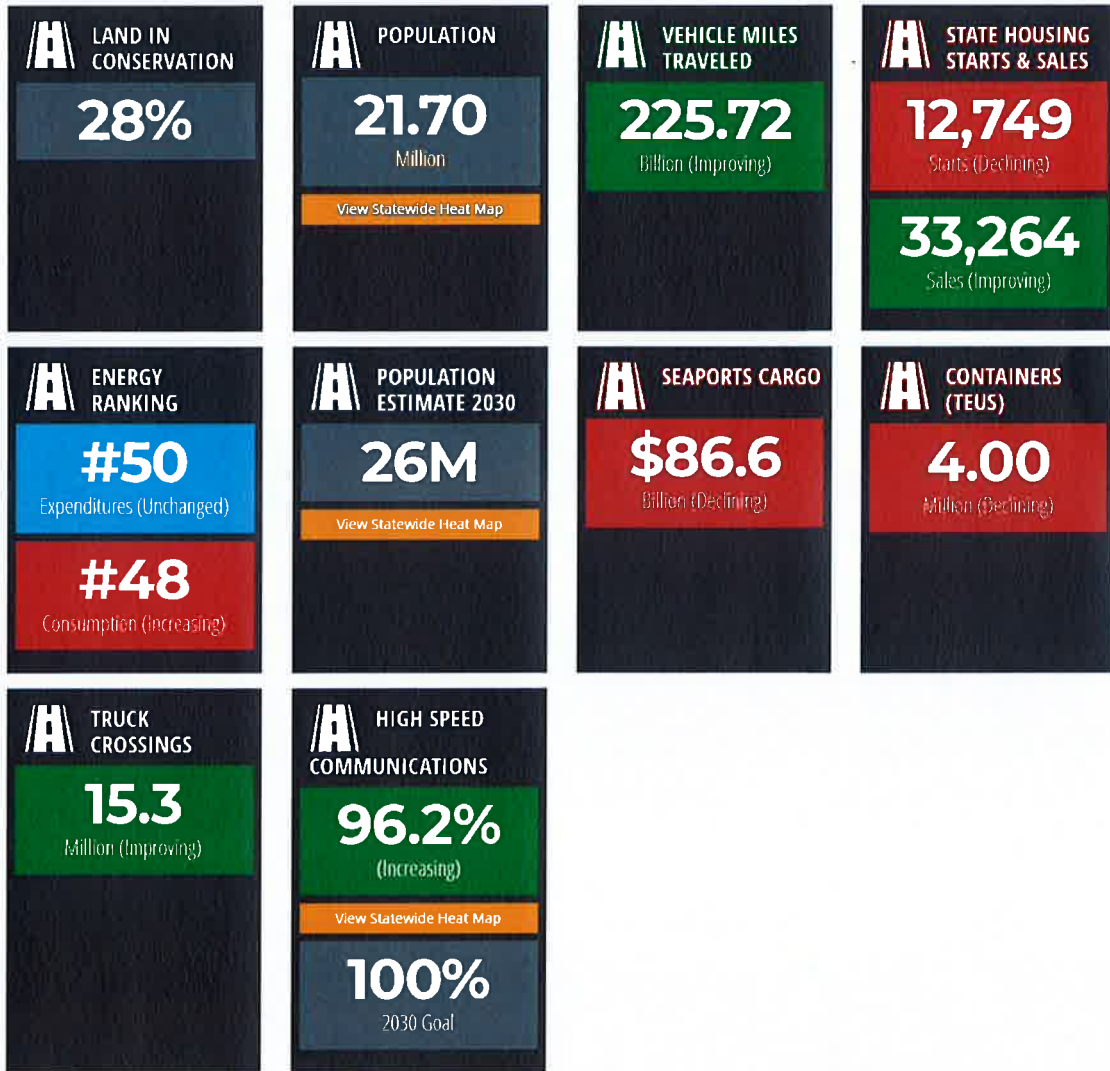 LAND IN
CONSERVATION
28%
POPULATION
21.70
Million
View Statewide Heat Map
VEHICLE MILES
TRAVELED
225.72
Billion (Improving)
STATE HOUSING
STARTS & SALES
12,749
Starts (Declining)
33,264
Sales (Improving)
ENERGY
RANKING
#50
Expenditures (Unchanged)
#48
Consumption (Increasing)
POPULATION
ESTIMATE 2030
26M
View Statewide Heat Map
SEAPORTS CARGO
$86.6
Billion (Declining)
CONTAINERS
(TEUS)
4.00
Million (Declining)
TRUCK
CROSSINGS
15.3
Million (Improving)
HIGH SPEED
COMMUNICATIONS
96.2%
(Increasing)
View Statewide Heat Map
100%
2030 Goal